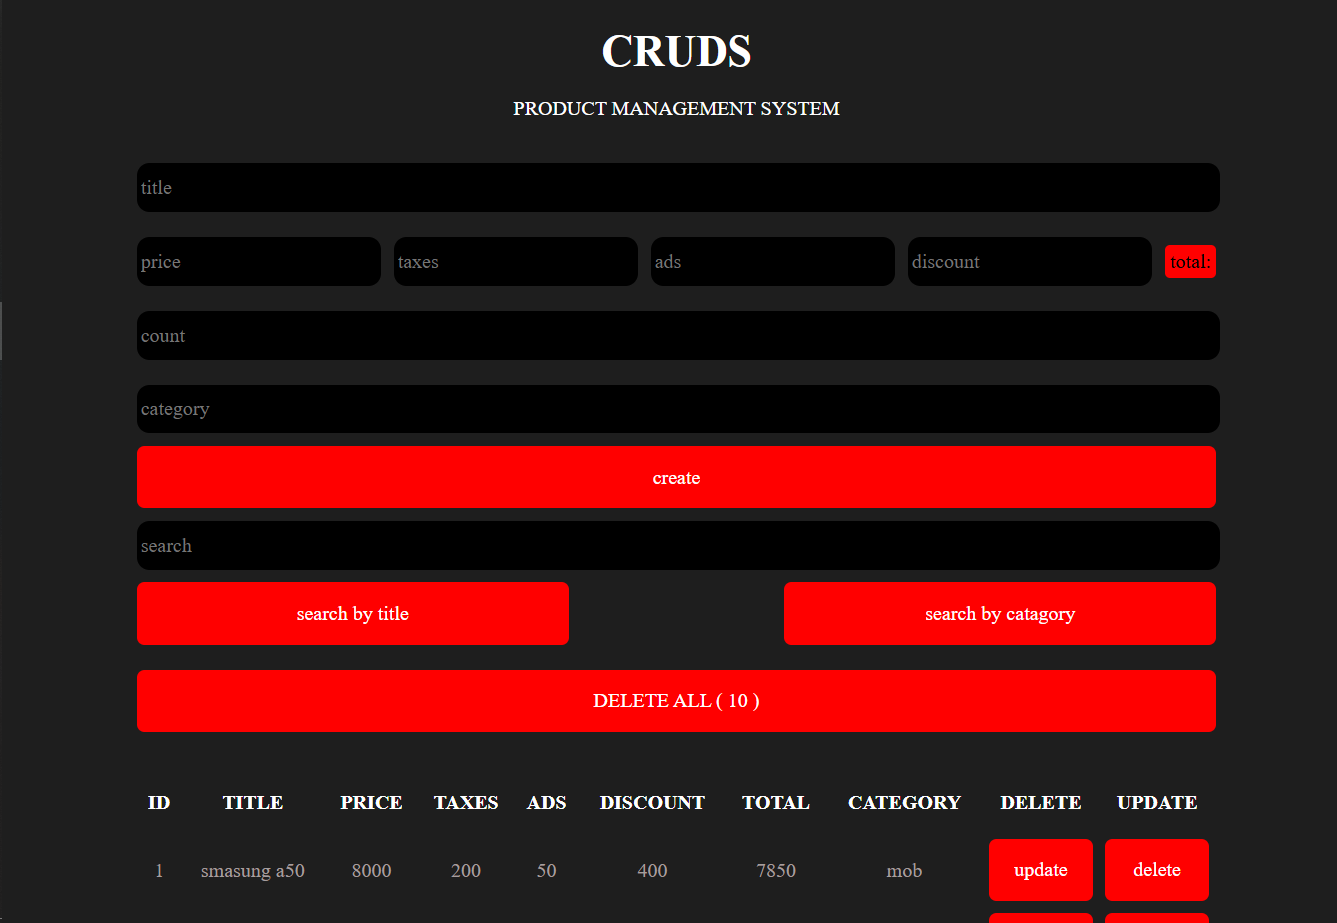 CRUDS
PRODUCT MANAGEMENT SYSTEM
title
price taxes ads discount total:
count
category
create
search
search by title search by catagory
DELETE ALL ( 10 )
ID TITLE PRICE TAXES ADS DISCOUNT TOTAL CATEGORY DELETE UPDATE
1 smasung a50 8000 200 50 400 7850 mob update delete